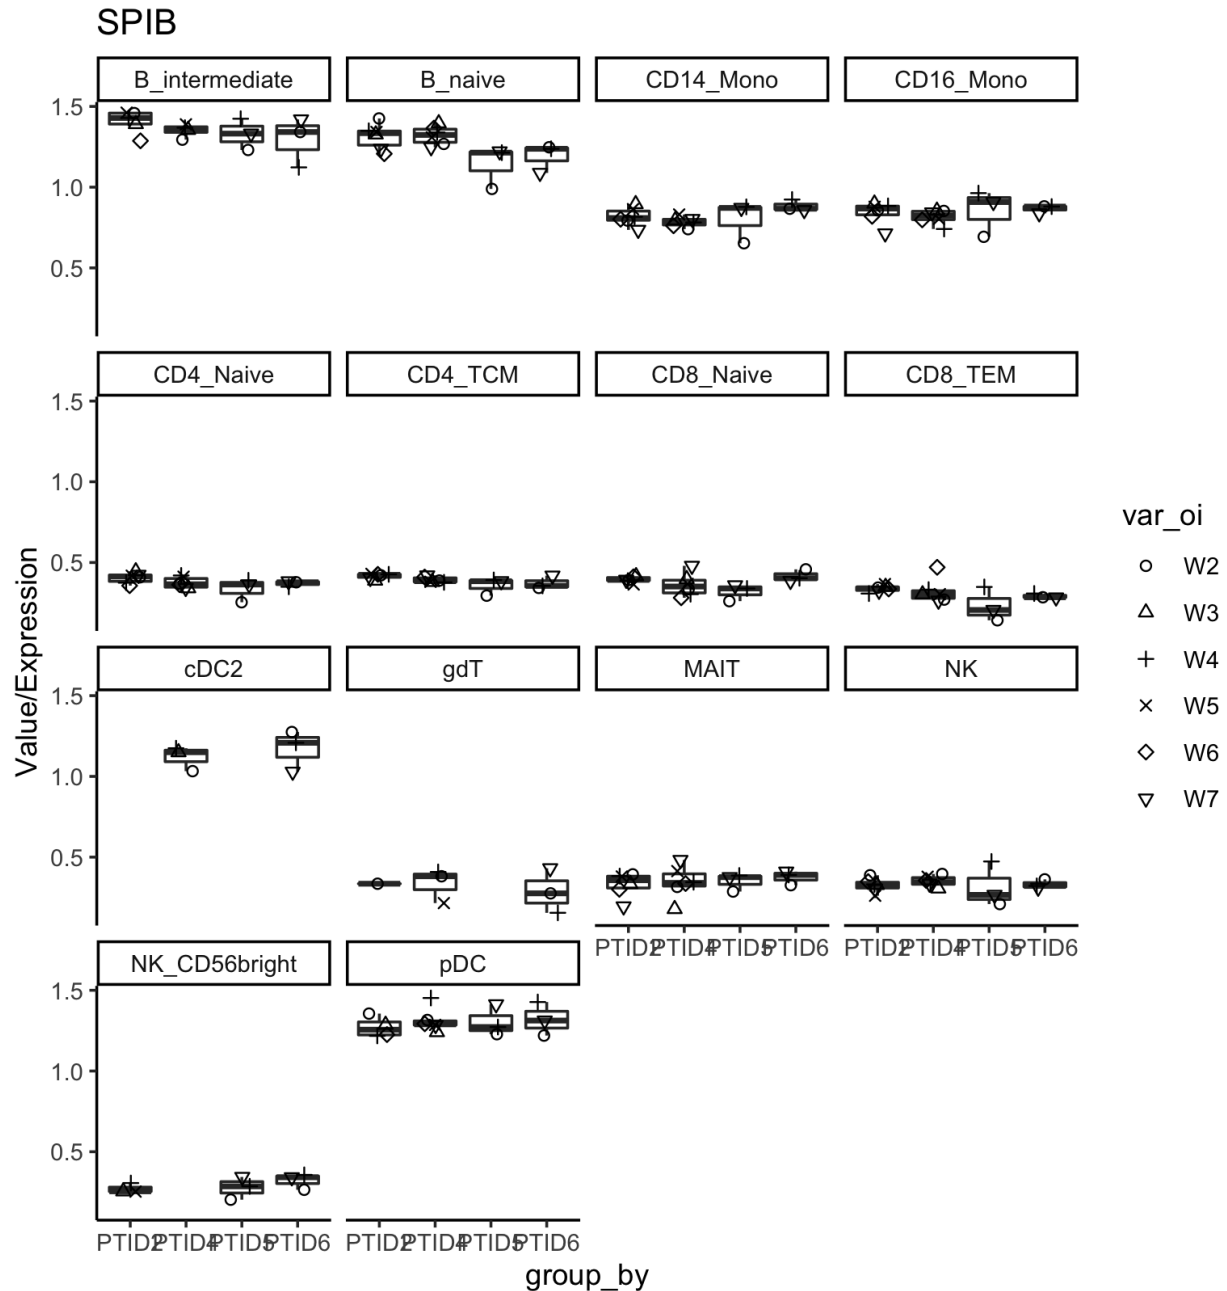 SPIB
B_intermediate B_naive CD14_Mono CD16_Mono
1.5
1.0
0.5
CD4_Naive CD4_TCM CD8_Naive CD8_TEM
1.5
1.0
0.5
cDC2 gdT MAIT NK
1.5
1.0
0.5
PTID2 PTID4 PTID5 PTID6 PTID2 PTID4 PTID5 PTID6
NK_CD56bright pDC
1.5
1.0
0.5
PTID2 PTID4 PTID5 PTID6 PTID2 PTID4 PTID5 PTID6
group_by
Value/Expression
var_oi
W2
W3
W4
W5
W6
W7